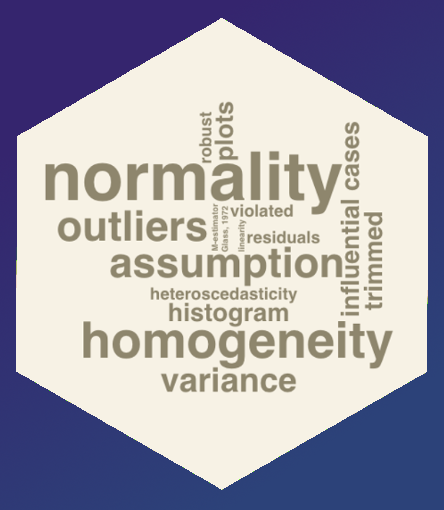 robust
plots
normality
influential cases
outliers
M-estimator
Glass, 1972
linearity
violated
residuals
trimmed
assumption
heteroscedasticity
histogram
homogeneity
variance